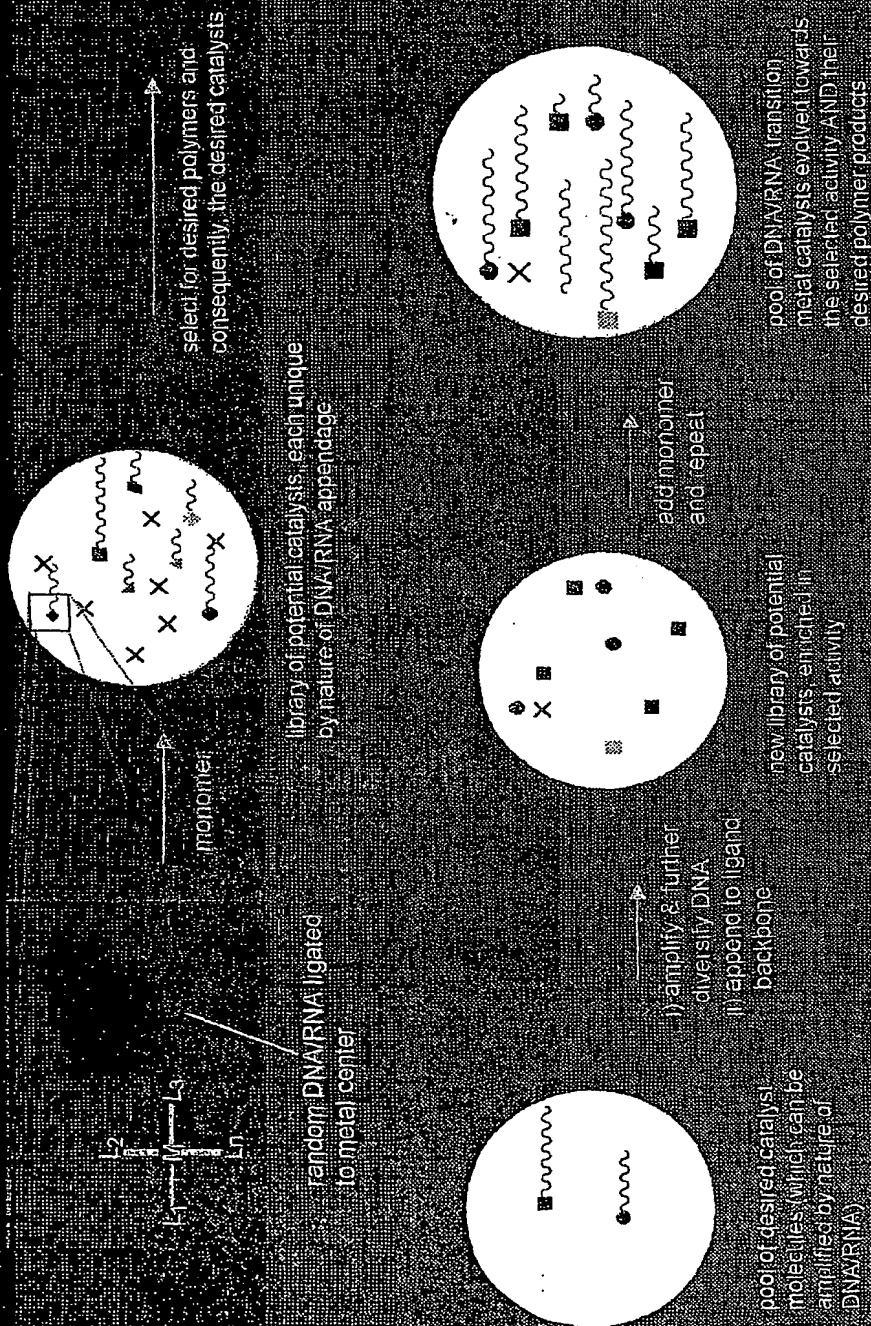 L2
L1 M L3
Ln
random DNA/RNA ligated
to metal center
monomer
library of potential catalysts, each unique
by nature of DNA/RNA appendage
select for desired polymers and
consequently, the desired catalysts
pool of desired catalyst
molecules (which can be
amplified by nature of
DNA/RNA)
i) amplify & further
diversify DNA
ii) append to ligand
backbone
new library of potential
catalysts, enriched in
selected activity
add monomer
and repeat
pool of DNA/RNA transition
metal catalysts evolved towards
the selected activity AND their
desired polymer products